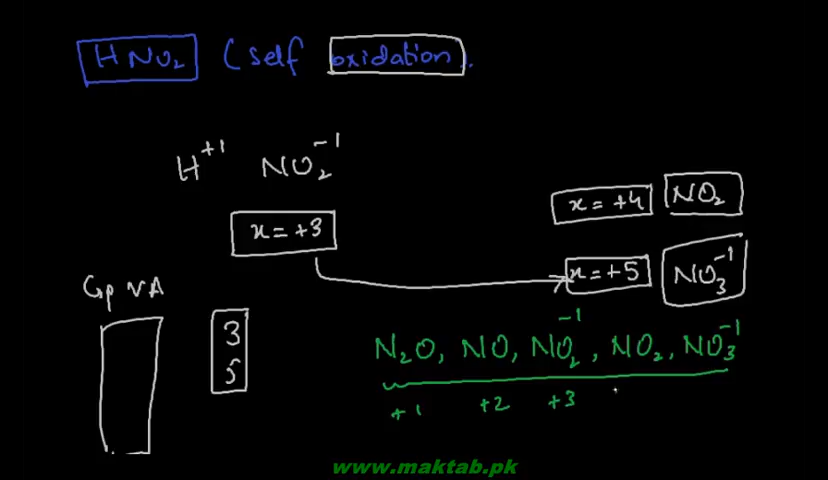 HNO₂ (self oxidation).
H⁺¹ NO₂⁻¹
x = +3
x = +4 NO₂
x = +5 NO₃⁻¹
Gp VA
3
5
N₂O, NO, NO₂⁻¹, NO₂, NO₃⁻¹
+1 +2 +3
www.maktab.pk